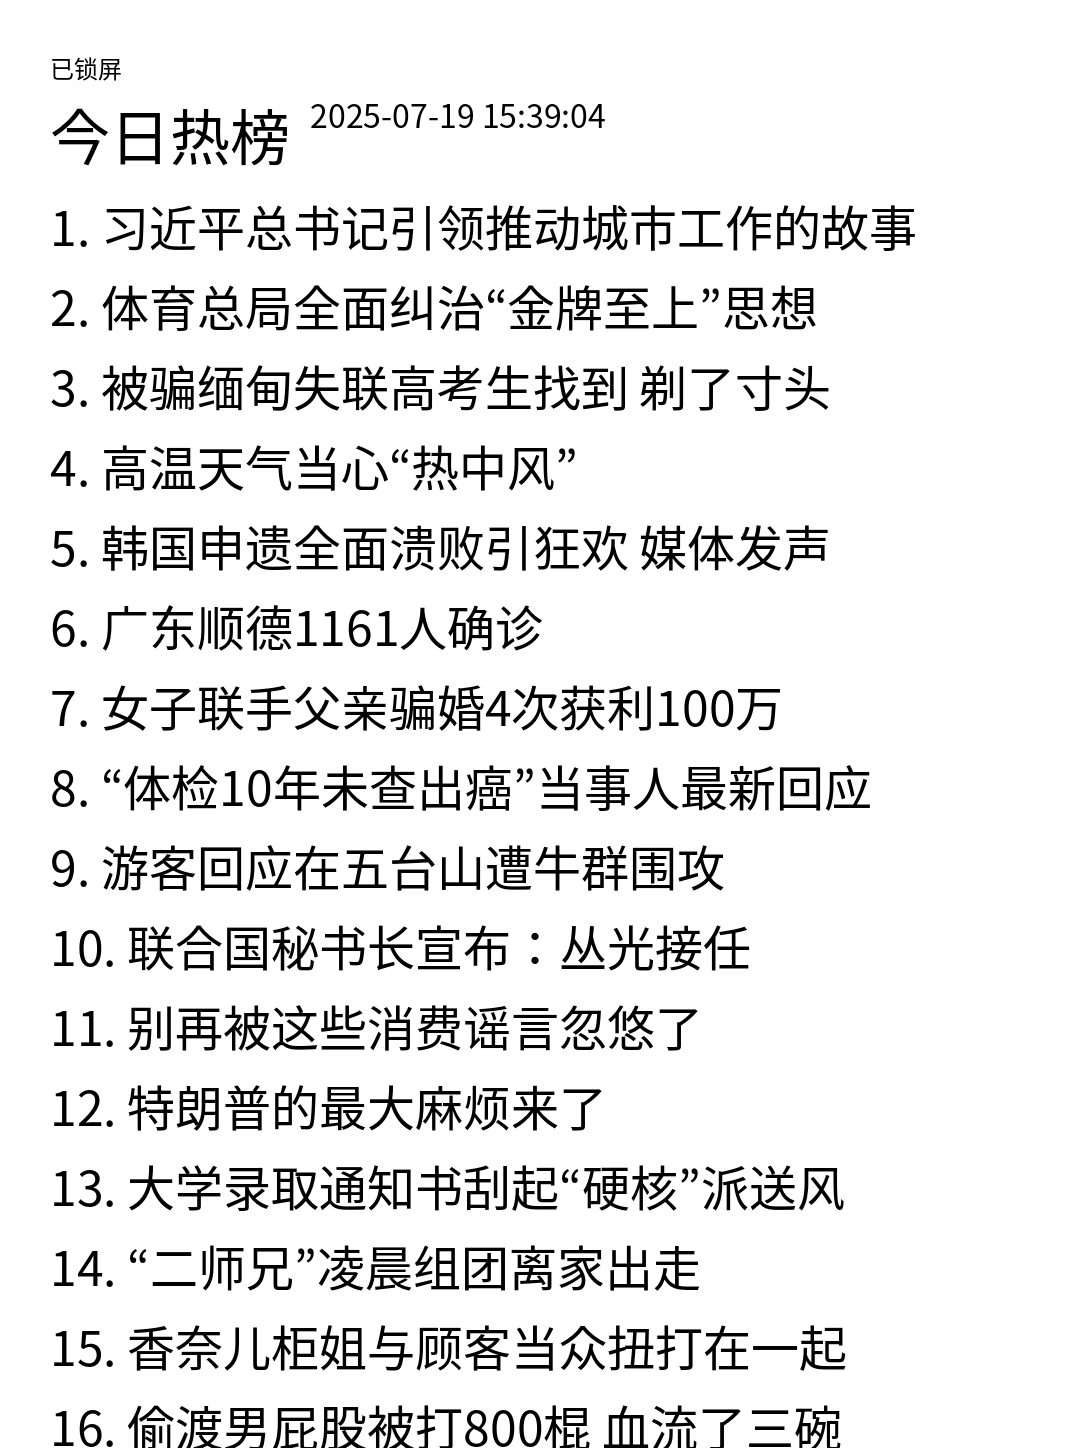 已锁屏
今日热榜 2025-07-19 15:39:04
1. 习近平总书记引领推动城市工作的故事
2. 体育总局全面纠治“金牌至上”思想
3. 被骗缅甸失联高考生找到 剃了寸头
4. 高温天气当心“热中风”
5. 韩国申遗全面溃败引狂欢 媒体发声
6. 广东顺德1161人确诊
7. 女子联手父亲骗婚4次获利100万
8. “体检10年未查出癌”当事人最新回应
9. 游客回应在五台山遭牛群围攻
10. 联合国秘书长宣布：丛光接任
11. 别再被这些消费谣言忽悠了
12. 特朗普的最大麻烦来了
13. 大学录取通知书刮起“硬核”派送风
14. “二师兄”凌晨组团离家出走
15. 香奈儿柜姐与顾客当众扭打在一起
16. 偷渡男屁股被打800棍 血流了三碗